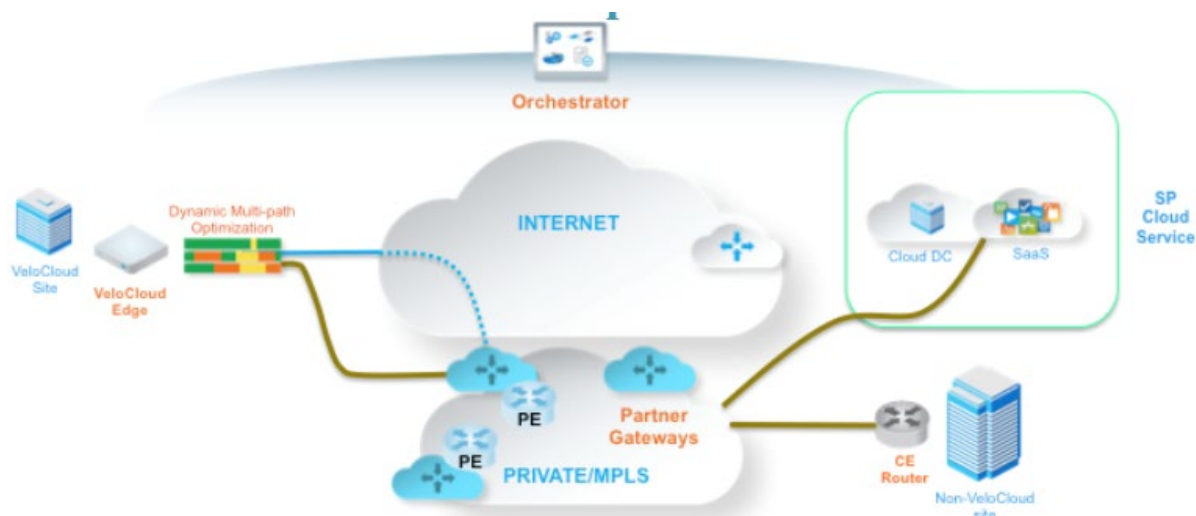 Orchestrator
Dynamic Multi-path
Optimization
INTERNET
SP
Cloud
Service
Cloud DC
SaaS
VeloCloud
Site
VeloCloud
Edge
PE
Partner
Gateways
PE
PRIVATE/MPLS
CE
Router
Non-VeloCloud
site